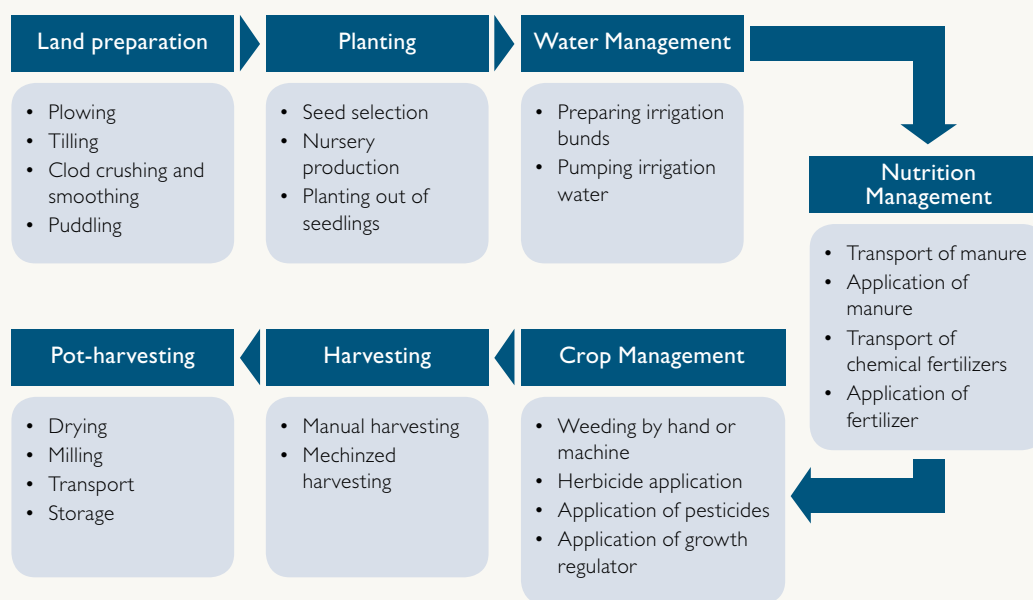 Land preparation
• Plowing
• Tilling
• Clod crushing and
smoothing
• Puddling
Planting
• Seed selection
• Nursery
production
• Planting out of
seedlings
Water Management
• Preparing irrigation
bunds
• Pumping irrigation
water
Nutrition
Management
• Transport of manure
• Application of
manure
• Transport of
chemical fertilizers
• Application of
fertilizer
Crop Management
• Weeding by hand or
machine
• Herbicide application
• Application of pesticides
• Application of growth
regulator
Harvesting
• Manual harvesting
• Mechinzed
harvesting
Pot-harvesting
• Drying
• Milling
• Transport
• Storage